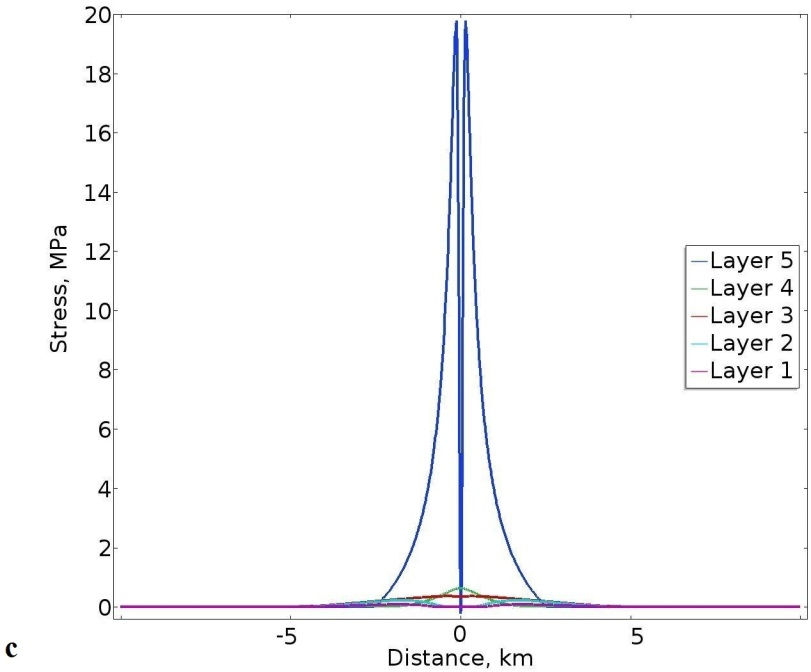 20
18
16
14
12
10
8
6
4
2
0
Stress, MPa
Layer 5
Layer 4
Layer 3
Layer 2
Layer 1
-5 0 5
Distance, km
c